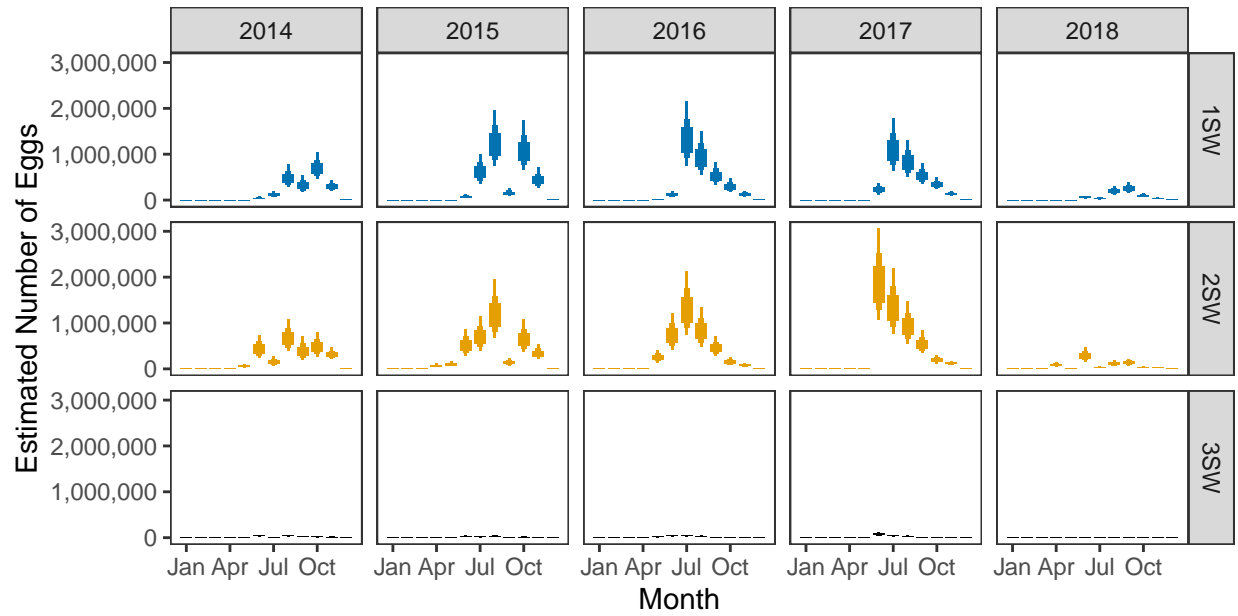 2014 2015 2016 2017 2018
3,000,000
2,000,000
1,000,000
0
1SW
3,000,000
2,000,000
1,000,000
0
2SW
3,000,000
2,000,000
1,000,000
0
3SW
Jan Apr Jul Oct Jan Apr Jul Oct Jan Apr Jul Oct Jan Apr Jul Oct Jan Apr Jul Oct
Month
Estimated Number of Eggs